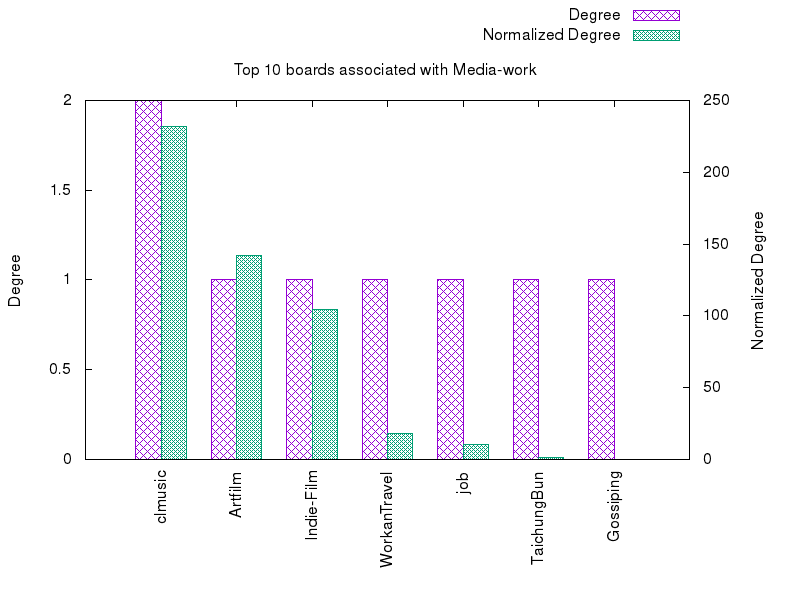 Degree
Normalized Degree
Top 10 boards associated with Media-work
2
1.5
1
0.5
0
250
200
150
100
50
0
Degree
Normalized Degree
clmusic
Artfilm
Indie-Film
WorkanTravel
job
TaichungBun
Gossiping